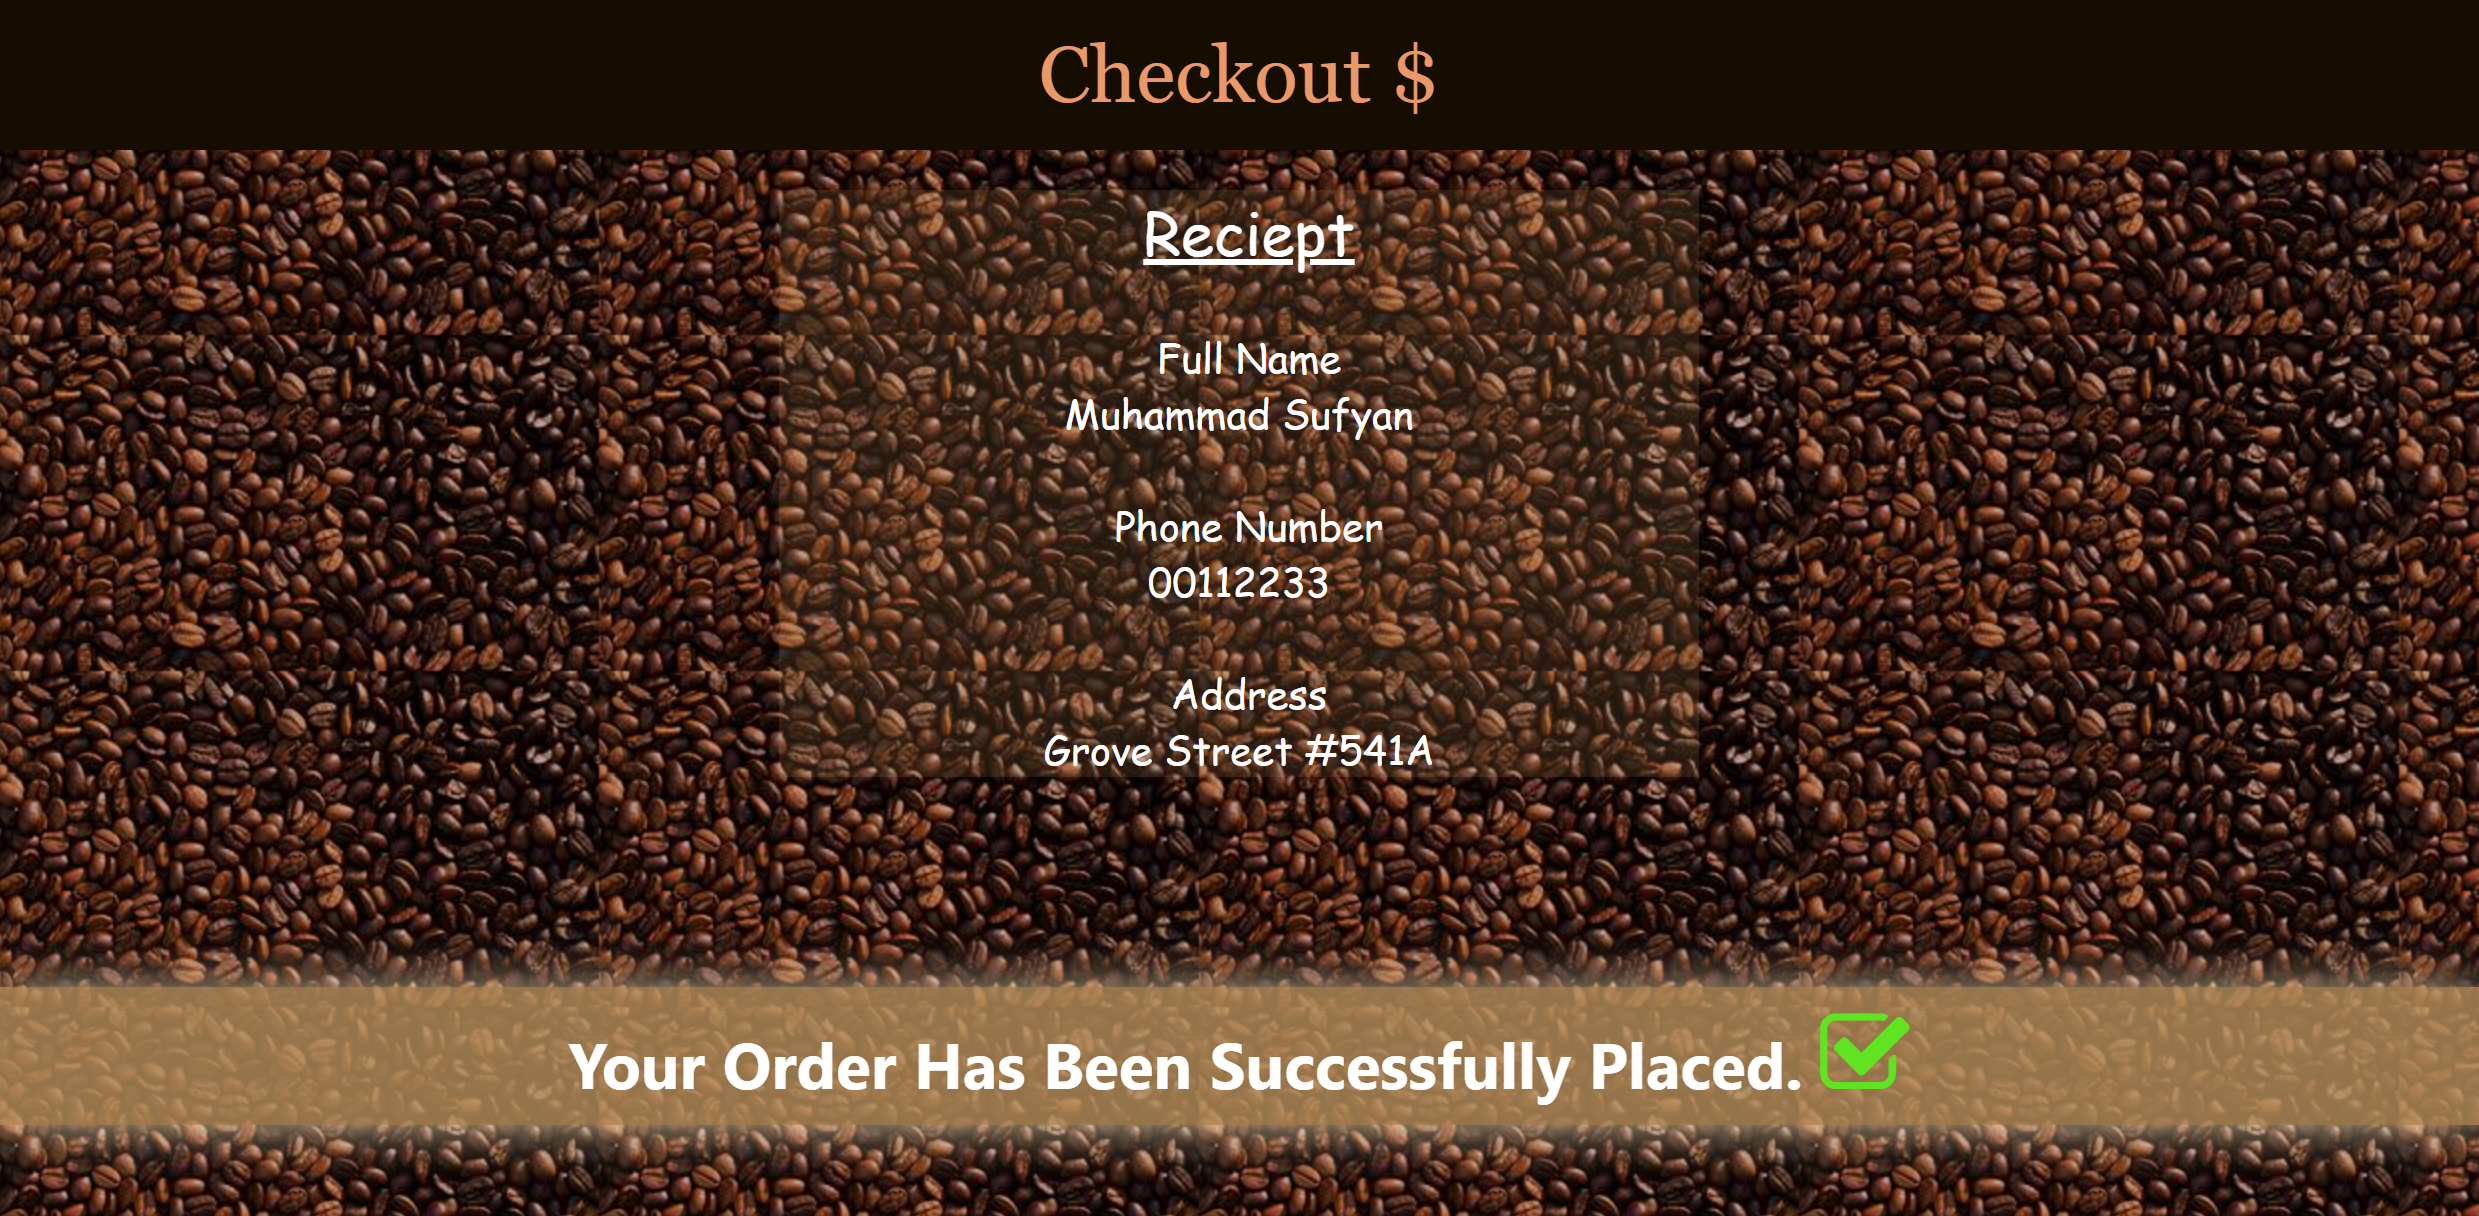 Checkout $
Reciept
Full Name
Muhammad Sufyan
Phone Number
00112233
Address
Grove Street #541A
Your Order Has Been Successfully Placed.